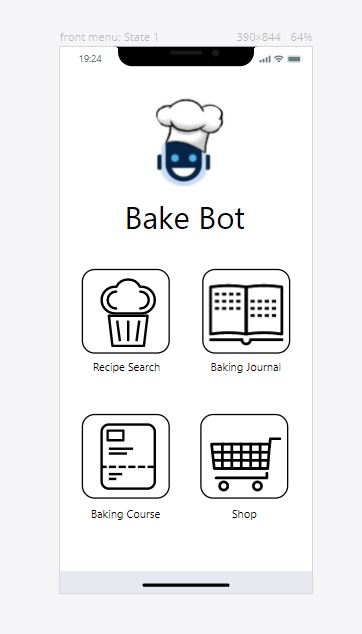 front menu: State 1 390×844 · 64%
19:24
Bake Bot
Recipe Search Baking Journal
Baking Course Shop